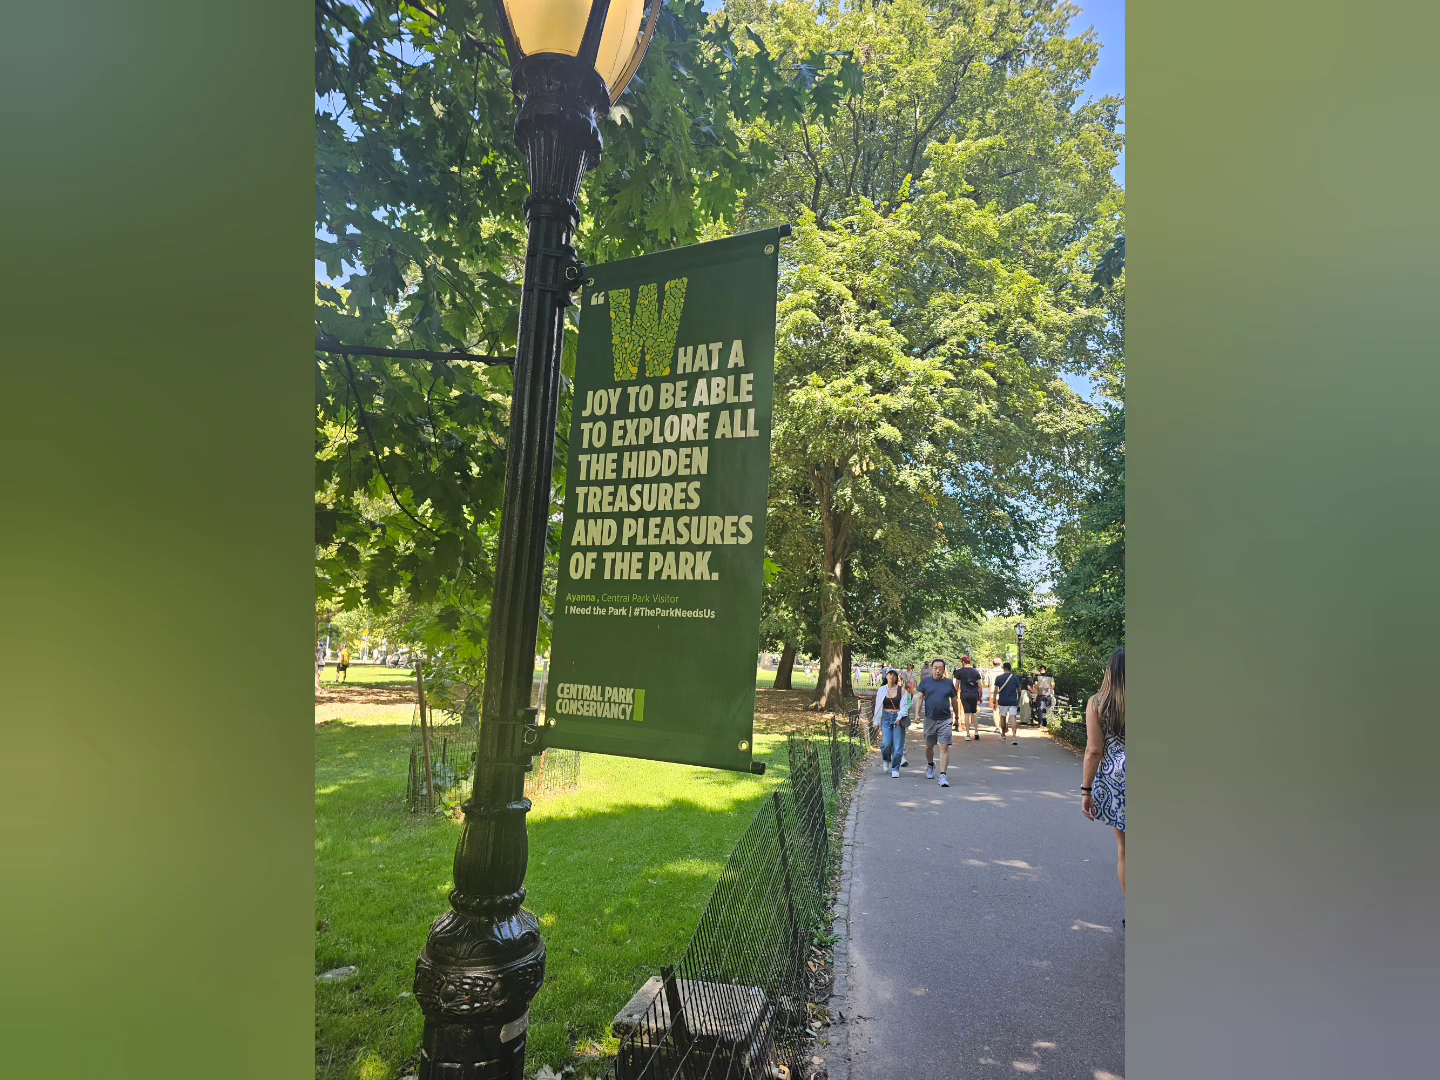 “WHAT A
JOY TO BE ABLE
TO EXPLORE ALL
THE HIDDEN
TREASURES
AND PLEASURES
OF THE PARK.
Ayanna, Central Park Visitor
I Need the Park | #TheParkNeedsUs
CENTRAL PARK
CONSERVANCY